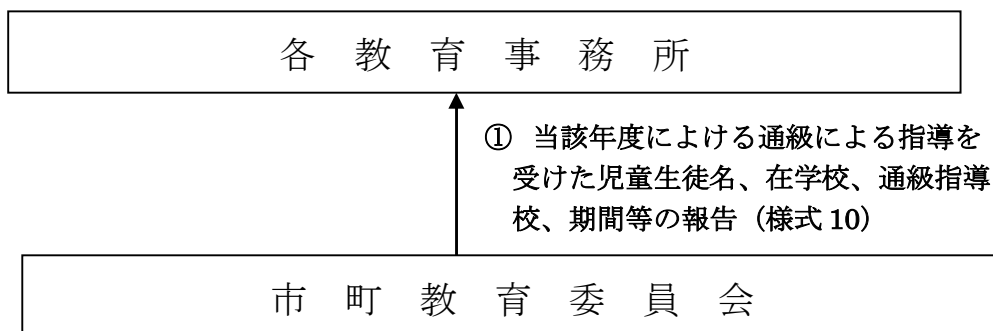 各教育事務所
① 当該年度によける通級による指導を
受けた児童生徒名、在学校、通級指導
校、期間等の報告（様式 10）
市町教育委員会